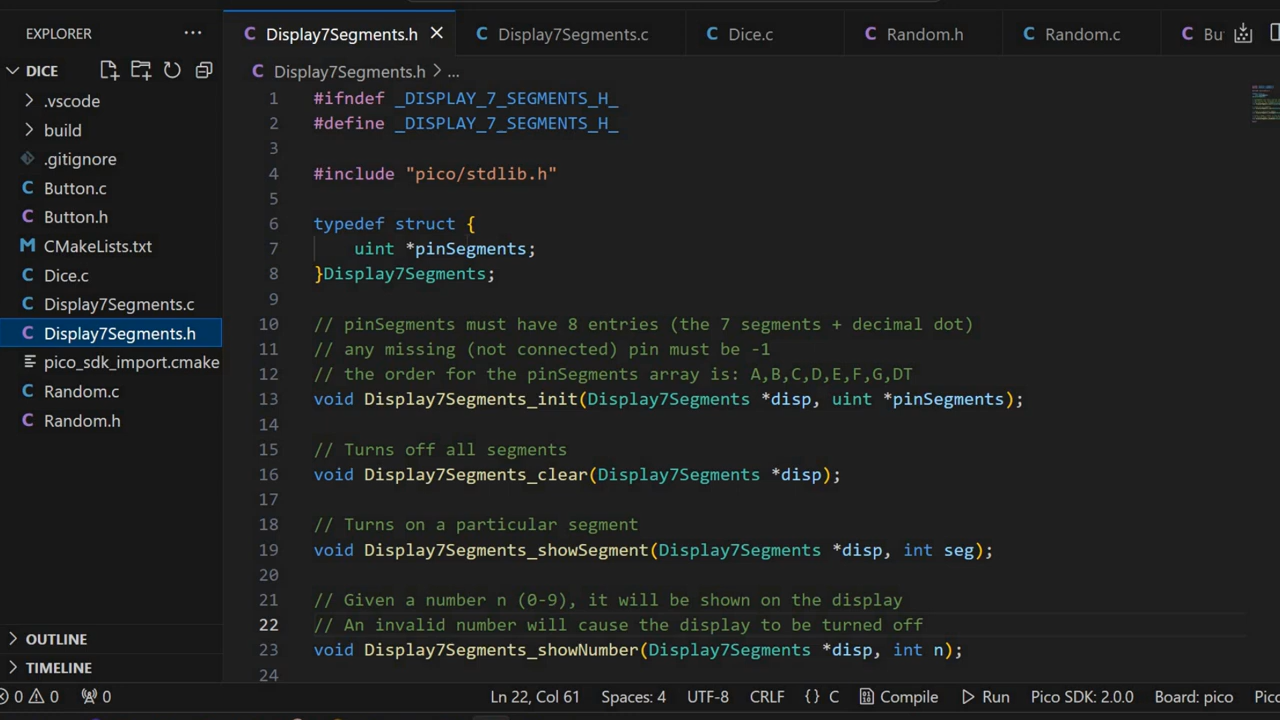 EXPLORER
...
Display7Segments.h
Display7Segments.c
Dice.c
Random.h
Random.c
Bu
DICE
.vscode
build
.gitignore
Button.c
Button.h
CMakeLists.txt
Dice.c
Display7Segments.c
Display7Segments.h
pico_sdk_import.cmake
Random.c
Random.h
OUTLINE
TIMELINE
C Display7Segments.h > ...
1 #ifndef _DISPLAY_7_SEGMENTS_H_
2 #define _DISPLAY_7_SEGMENTS_H_
3
4 #include "pico/stdlib.h"
5
6 typedef struct {
7 uint *pinSegments;
8 }Display7Segments;
9
10 // pinSegments must have 8 entries (the 7 segments + decimal dot)
11 // any missing (not connected) pin must be -1
12 // the order for the pinSegments array is: A,B,C,D,E,F,G,DT
13 void Display7Segments_init(Display7Segments *disp, uint *pinSegments);
14
15 // Turns off all segments
16 void Display7Segments_clear(Display7Segments *disp);
17
18 // Turns on a particular segment
19 void Display7Segments_showSegment(Display7Segments *disp, int seg);
20
21 // Given a number n (0-9), it will be shown on the display
22 // An invalid number will cause the display to be turned off
23 void Display7Segments_showNumber(Display7Segments *disp, int n);
24
0 0 0 Ln 22, Col 61 Spaces: 4 UTF-8 CRLF {} C Compile Run Pico SDK: 2.0.0 Board: pico Pico